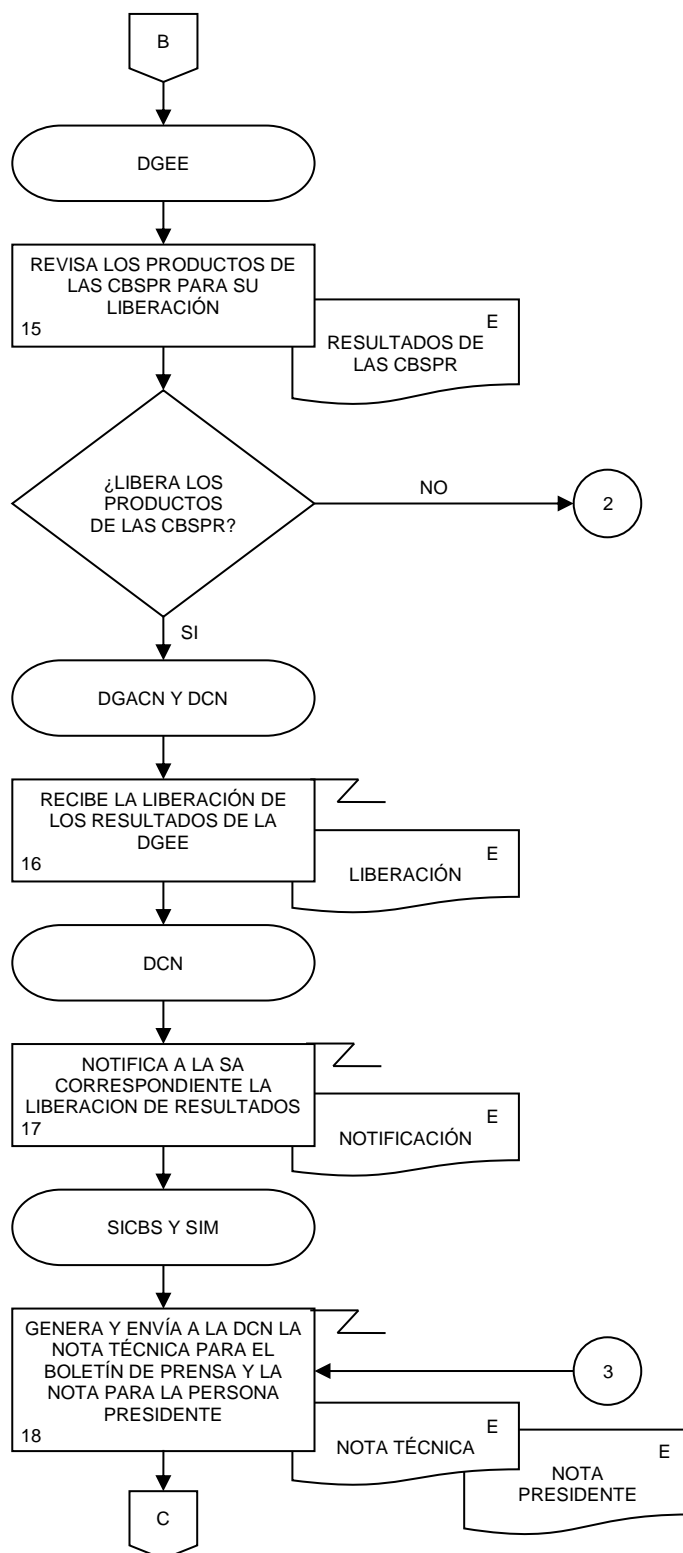 B
DGEE
REVISA LOS PRODUCTOS DE
LAS CBSPR PARA SU
LIBERACIÓN
15
E
RESULTADOS DE
LAS CBSPR
¿LIBERA LOS
PRODUCTOS
DE LAS CBSPR?
NO
2
SI
DGACN Y DCN
RECIBE LA LIBERACIÓN DE
LOS RESULTADOS DE LA
DGEE
16
E
LIBERACIÓN
DCN
NOTIFICA A LA SA
CORRESPONDIENTE LA
LIBERACION DE RESULTADOS
17
E
NOTIFICACIÓN
SICBS Y SIM
GENERA Y ENVÍA A LA DCN LA
NOTA TÉCNICA PARA EL
BOLETÍN DE PRENSA Y LA
NOTA PARA LA PERSONA
PRESIDENTE
18
3
E
NOTA TÉCNICA
E
NOTA
PRESIDENTE
C